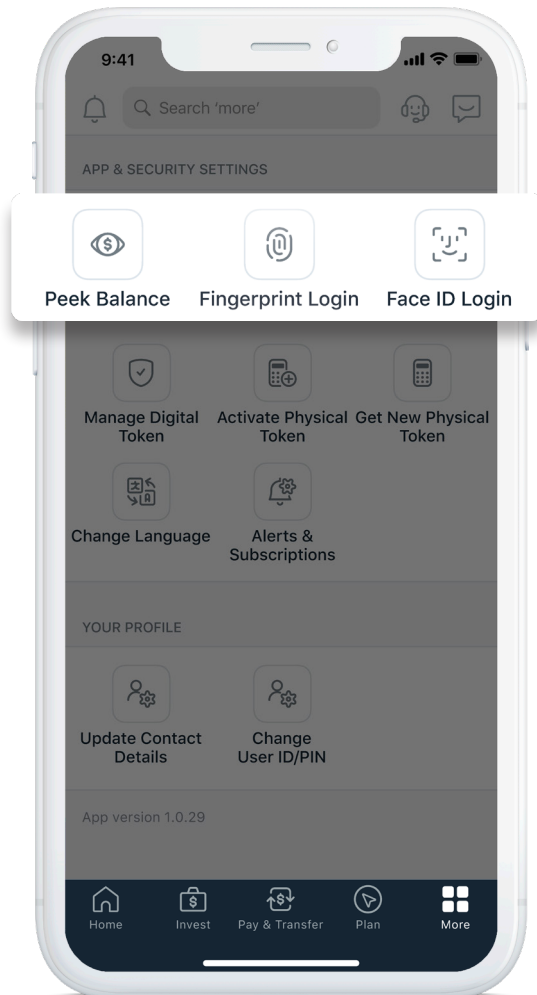 9:41
Search ‘more’
APP & SECURITY SETTINGS
Peek Balance
Fingerprint Login
Face ID Login
Manage Digital
Token
Activate Physical
Token
Get New Physical
Token
Change Language
Alerts &
Subscriptions
YOUR PROFILE
Update Contact
Details
Change
User ID/PIN
App version 1.0.29
Home
Invest
Pay & Transfer
Plan
More